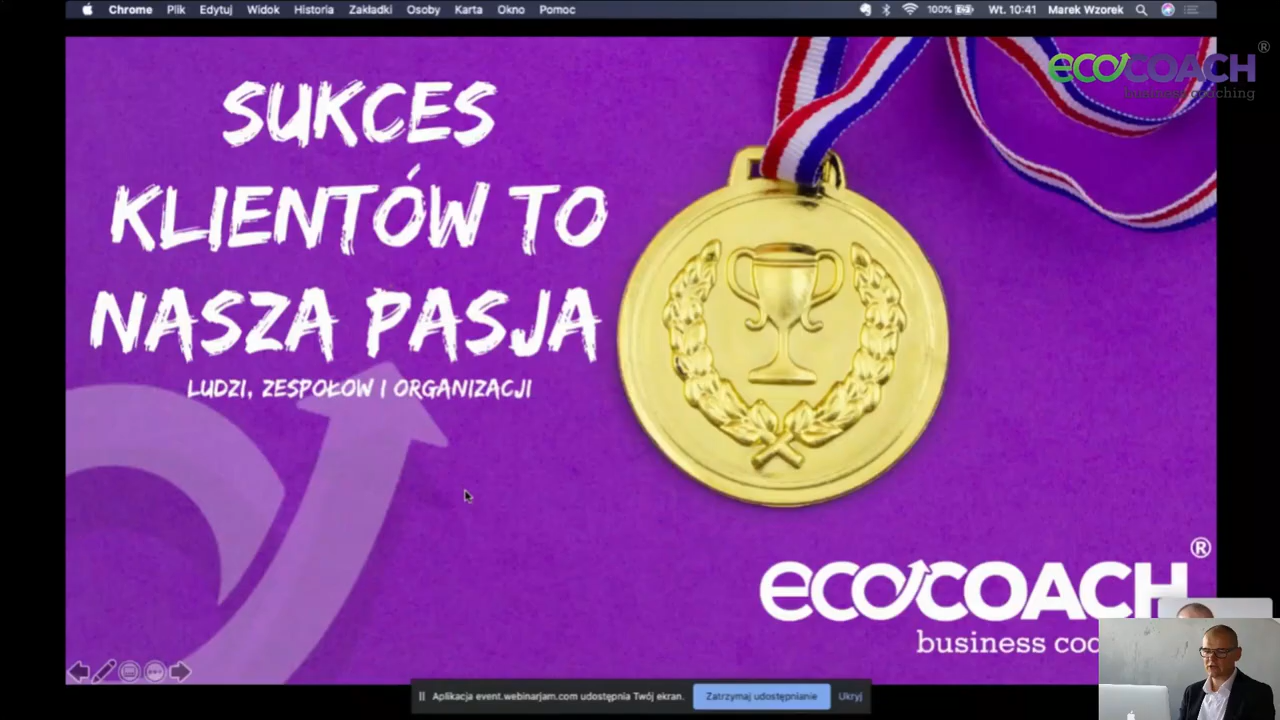 Chrome Plik Edytuj Widok Historia Zakładki Osoby Karta Okno Pomoc 100% Wt. 10:41 Marek Wzorek
ECOCOACH®
business coaching
SUKCES
KLIENTÓW TO
NASZA PASJA
LUDZI, ZESPOŁÓW I ORGANIZACJI
ECOCOACH®
business coa
Aplikacja event.webinarjam.com udostępnia Twój ekran. Zatrzymaj udostępnianie Ukryj